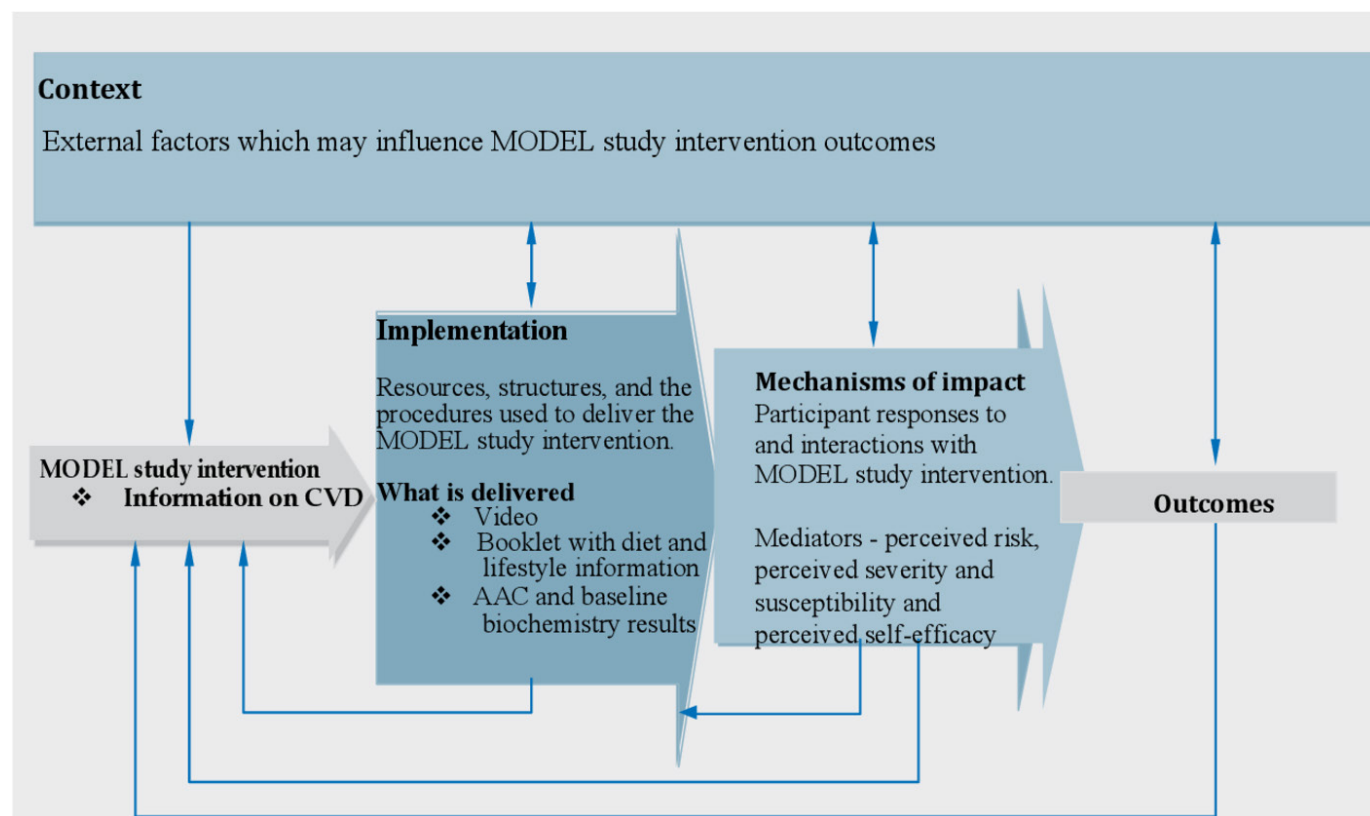 Context
External factors which may influence MODEL study intervention outcomes
Implementation
Resources, structures, and the
procedures used to deliver the
MODEL study intervention.
What is delivered
❖ Video
❖ Booklet with diet and
lifestyle information
❖ AAC and baseline
biochemistry results
Mechanisms of impact
Participant responses to
and interactions with
MODEL study intervention.
Mediators - perceived risk,
perceived severity and
susceptibility and
perceived self-efficacy
MODEL study intervention
❖ Information on CVD
Outcomes